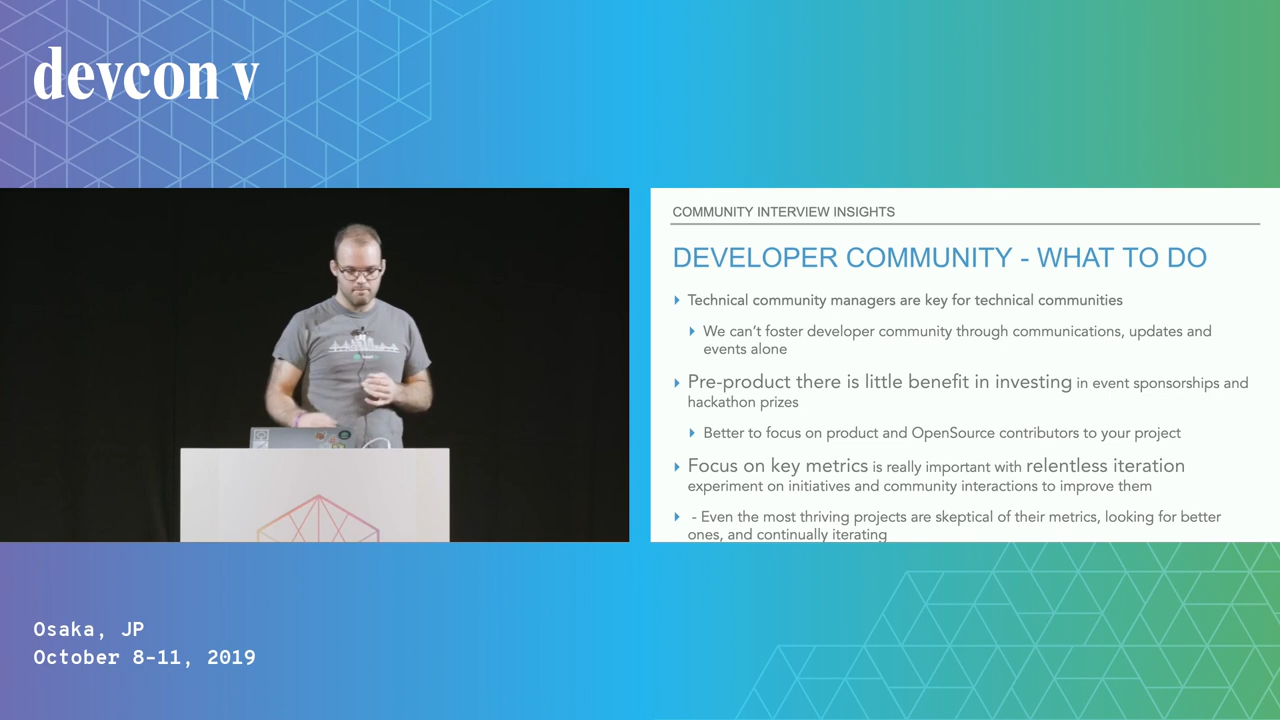 devcon v
COMMUNITY INTERVIEW INSIGHTS
DEVELOPER COMMUNITY - WHAT TO DO
Technical community managers are key for technical communities
We can't foster developer community through communications, updates and
events alone
Pre-product there is little benefit in investing in event sponsorships and
hackathon prizes
Better to focus on product and OpenSource contributors to your project
Focus on key metrics is really important with relentless iteration
experiment on initiatives and community interactions to improve them
- Even the most thriving projects are skeptical of their metrics, looking for better
ones, and continually iterating
Osaka, JP
October 8-11, 2019